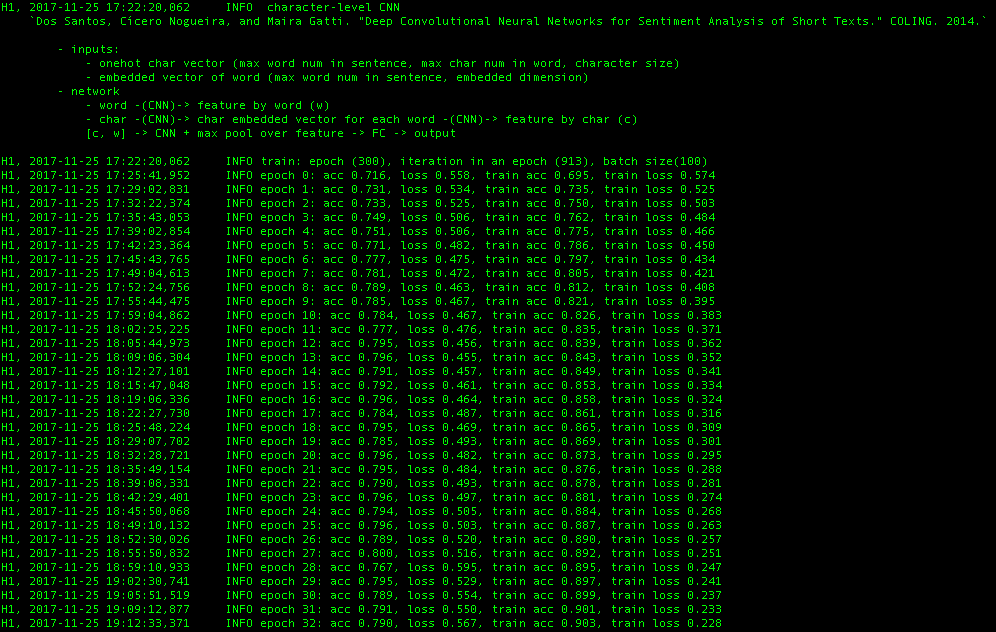 H1, 2017-11-25 17:22:20,062 INFO character-level CNN
`Dos Santos, Cícero Nogueira, and Maira Gatti. "Deep Convolutional Neural Networks for Sentiment Analysis of Short Texts." COLING. 2014.`
- inputs:
- onehot char vector (max word num in sentence, max char num in word, character size)
- embedded vector of word (max word num in sentence, embedded dimension)
- network
- word -(CNN)-> feature by word (w)
- char -(CNN)-> char embedded vector for each word -(CNN)-> feature by char (c)
[c, w] -> CNN + max pool over feature -> FC -> output
H1, 2017-11-25 17:22:20,062 INFO train: epoch (300), iteration in an epoch (913), batch size(100)
H1, 2017-11-25 17:25:41,952 INFO epoch 0: acc 0.716, loss 0.558, train acc 0.695, train loss 0.574
H1, 2017-11-25 17:29:02,831 INFO epoch 1: acc 0.731, loss 0.534, train acc 0.735, train loss 0.525
H1, 2017-11-25 17:32:22,374 INFO epoch 2: acc 0.733, loss 0.525, train acc 0.750, train loss 0.503
H1, 2017-11-25 17:35:43,053 INFO epoch 3: acc 0.749, loss 0.506, train acc 0.762, train loss 0.484
H1, 2017-11-25 17:39:02,854 INFO epoch 4: acc 0.751, loss 0.506, train acc 0.775, train loss 0.466
H1, 2017-11-25 17:42:23,364 INFO epoch 5: acc 0.771, loss 0.482, train acc 0.786, train loss 0.450
H1, 2017-11-25 17:45:43,765 INFO epoch 6: acc 0.777, loss 0.475, train acc 0.797, train loss 0.434
H1, 2017-11-25 17:49:04,613 INFO epoch 7: acc 0.781, loss 0.472, train acc 0.805, train loss 0.421
H1, 2017-11-25 17:52:24,756 INFO epoch 8: acc 0.789, loss 0.463, train acc 0.812, train loss 0.408
H1, 2017-11-25 17:55:44,475 INFO epoch 9: acc 0.785, loss 0.467, train acc 0.821, train loss 0.395
H1, 2017-11-25 17:59:04,862 INFO epoch 10: acc 0.784, loss 0.467, train acc 0.826, train loss 0.383
H1, 2017-11-25 18:02:25,225 INFO epoch 11: acc 0.777, loss 0.476, train acc 0.835, train loss 0.371
H1, 2017-11-25 18:05:44,973 INFO epoch 12: acc 0.795, loss 0.456, train acc 0.839, train loss 0.362
H1, 2017-11-25 18:09:06,304 INFO epoch 13: acc 0.796, loss 0.455, train acc 0.843, train loss 0.352
H1, 2017-11-25 18:12:27,101 INFO epoch 14: acc 0.791, loss 0.457, train acc 0.849, train loss 0.341
H1, 2017-11-25 18:15:47,048 INFO epoch 15: acc 0.792, loss 0.461, train acc 0.853, train loss 0.334
H1, 2017-11-25 18:19:06,336 INFO epoch 16: acc 0.796, loss 0.464, train acc 0.858, train loss 0.324
H1, 2017-11-25 18:22:27,730 INFO epoch 17: acc 0.784, loss 0.487, train acc 0.861, train loss 0.316
H1, 2017-11-25 18:25:48,224 INFO epoch 18: acc 0.795, loss 0.469, train acc 0.865, train loss 0.309
H1, 2017-11-25 18:29:07,702 INFO epoch 19: acc 0.785, loss 0.493, train acc 0.869, train loss 0.301
H1, 2017-11-25 18:32:28,721 INFO epoch 20: acc 0.796, loss 0.482, train acc 0.873, train loss 0.295
H1, 2017-11-25 18:35:49,154 INFO epoch 21: acc 0.795, loss 0.484, train acc 0.876, train loss 0.288
H1, 2017-11-25 18:39:08,331 INFO epoch 22: acc 0.790, loss 0.493, train acc 0.878, train loss 0.281
H1, 2017-11-25 18:42:29,401 INFO epoch 23: acc 0.796, loss 0.497, train acc 0.881, train loss 0.274
H1, 2017-11-25 18:45:50,068 INFO epoch 24: acc 0.794, loss 0.505, train acc 0.884, train loss 0.268
H1, 2017-11-25 18:49:10,132 INFO epoch 25: acc 0.796, loss 0.503, train acc 0.887, train loss 0.263
H1, 2017-11-25 18:52:30,026 INFO epoch 26: acc 0.789, loss 0.520, train acc 0.890, train loss 0.257
H1, 2017-11-25 18:55:50,832 INFO epoch 27: acc 0.800, loss 0.516, train acc 0.892, train loss 0.251
H1, 2017-11-25 18:59:10,933 INFO epoch 28: acc 0.767, loss 0.595, train acc 0.895, train loss 0.247
H1, 2017-11-25 19:02:30,741 INFO epoch 29: acc 0.795, loss 0.529, train acc 0.897, train loss 0.241
H1, 2017-11-25 19:05:51,519 INFO epoch 30: acc 0.789, loss 0.554, train acc 0.899, train loss 0.237
H1, 2017-11-25 19:09:12,877 INFO epoch 31: acc 0.791, loss 0.550, train acc 0.901, train loss 0.233
H1, 2017-11-25 19:12:33,371 INFO epoch 32: acc 0.790, loss 0.567, train acc 0.903, train loss 0.228